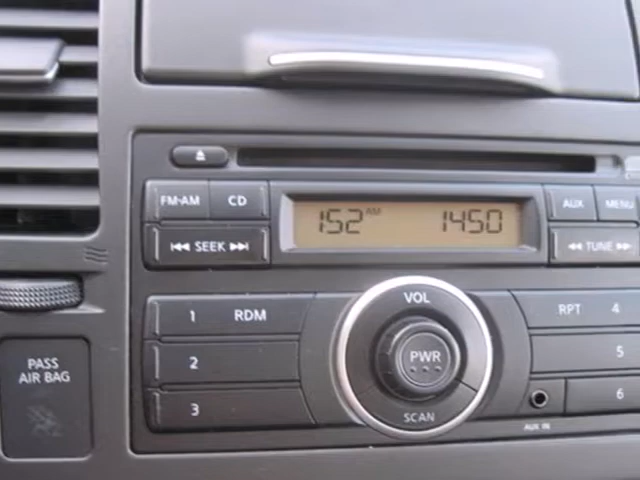 FM·AM CD
152 AM 1450
AUX MENU
SEEK
TUNE
1 RDM
VOL
RPT 4
PASS
AIR BAG
2
PWR
5
3
SCAN
6
AUX IN